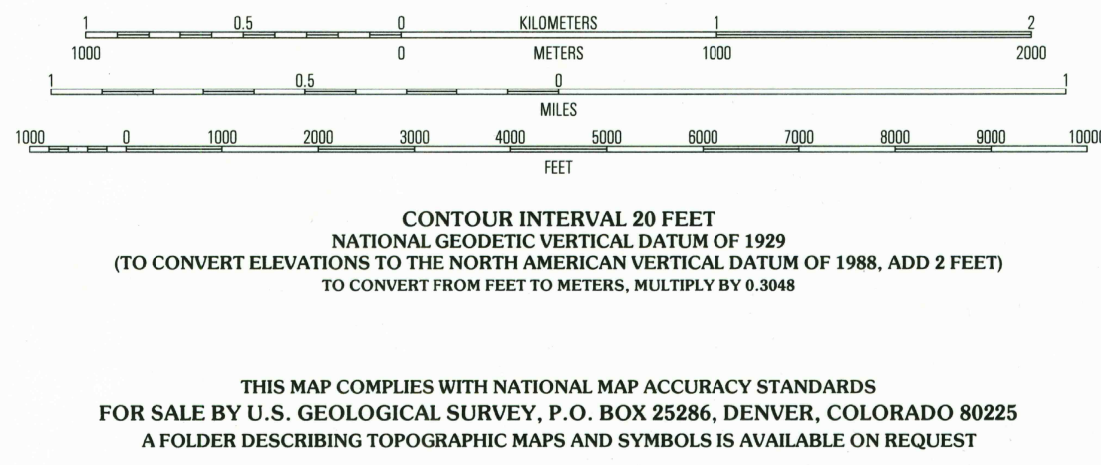 1 0.5 0 KILOMETERS 1 2
1000 0 METERS 1000 2000
1 0.5 0 1
MILES
1000 0 1000 2000 3000 4000 5000 6000 7000 8000 9000 10000
FEET
CONTOUR INTERVAL 20 FEET
NATIONAL GEODETIC VERTICAL DATUM OF 1929
(TO CONVERT ELEVATIONS TO THE NORTH AMERICAN VERTICAL DATUM OF 1988, ADD 2 FEET)
TO CONVERT FROM FEET TO METERS, MULTIPLY BY 0.3048
THIS MAP COMPLIES WITH NATIONAL MAP ACCURACY STANDARDS
FOR SALE BY U.S. GEOLOGICAL SURVEY, P.O. BOX 25286, DENVER, COLORADO 80225
A FOLDER DESCRIBING TOPOGRAPHIC MAPS AND SYMBOLS IS AVAILABLE ON REQUEST